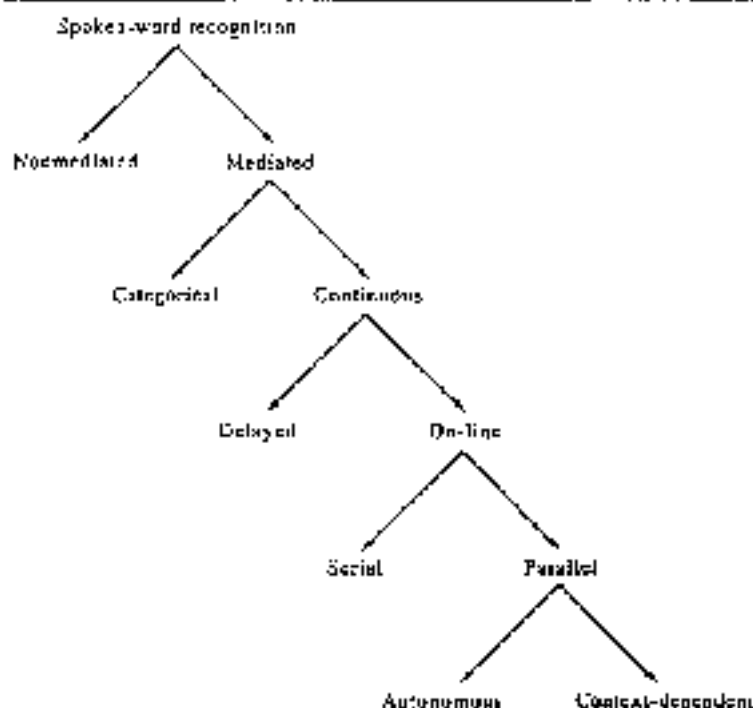 Spoken-word recognition
Nonmediated Mediated
Categorical Continuous
Delayed On-line
Serial Parallel
Autonomous Context-dependent